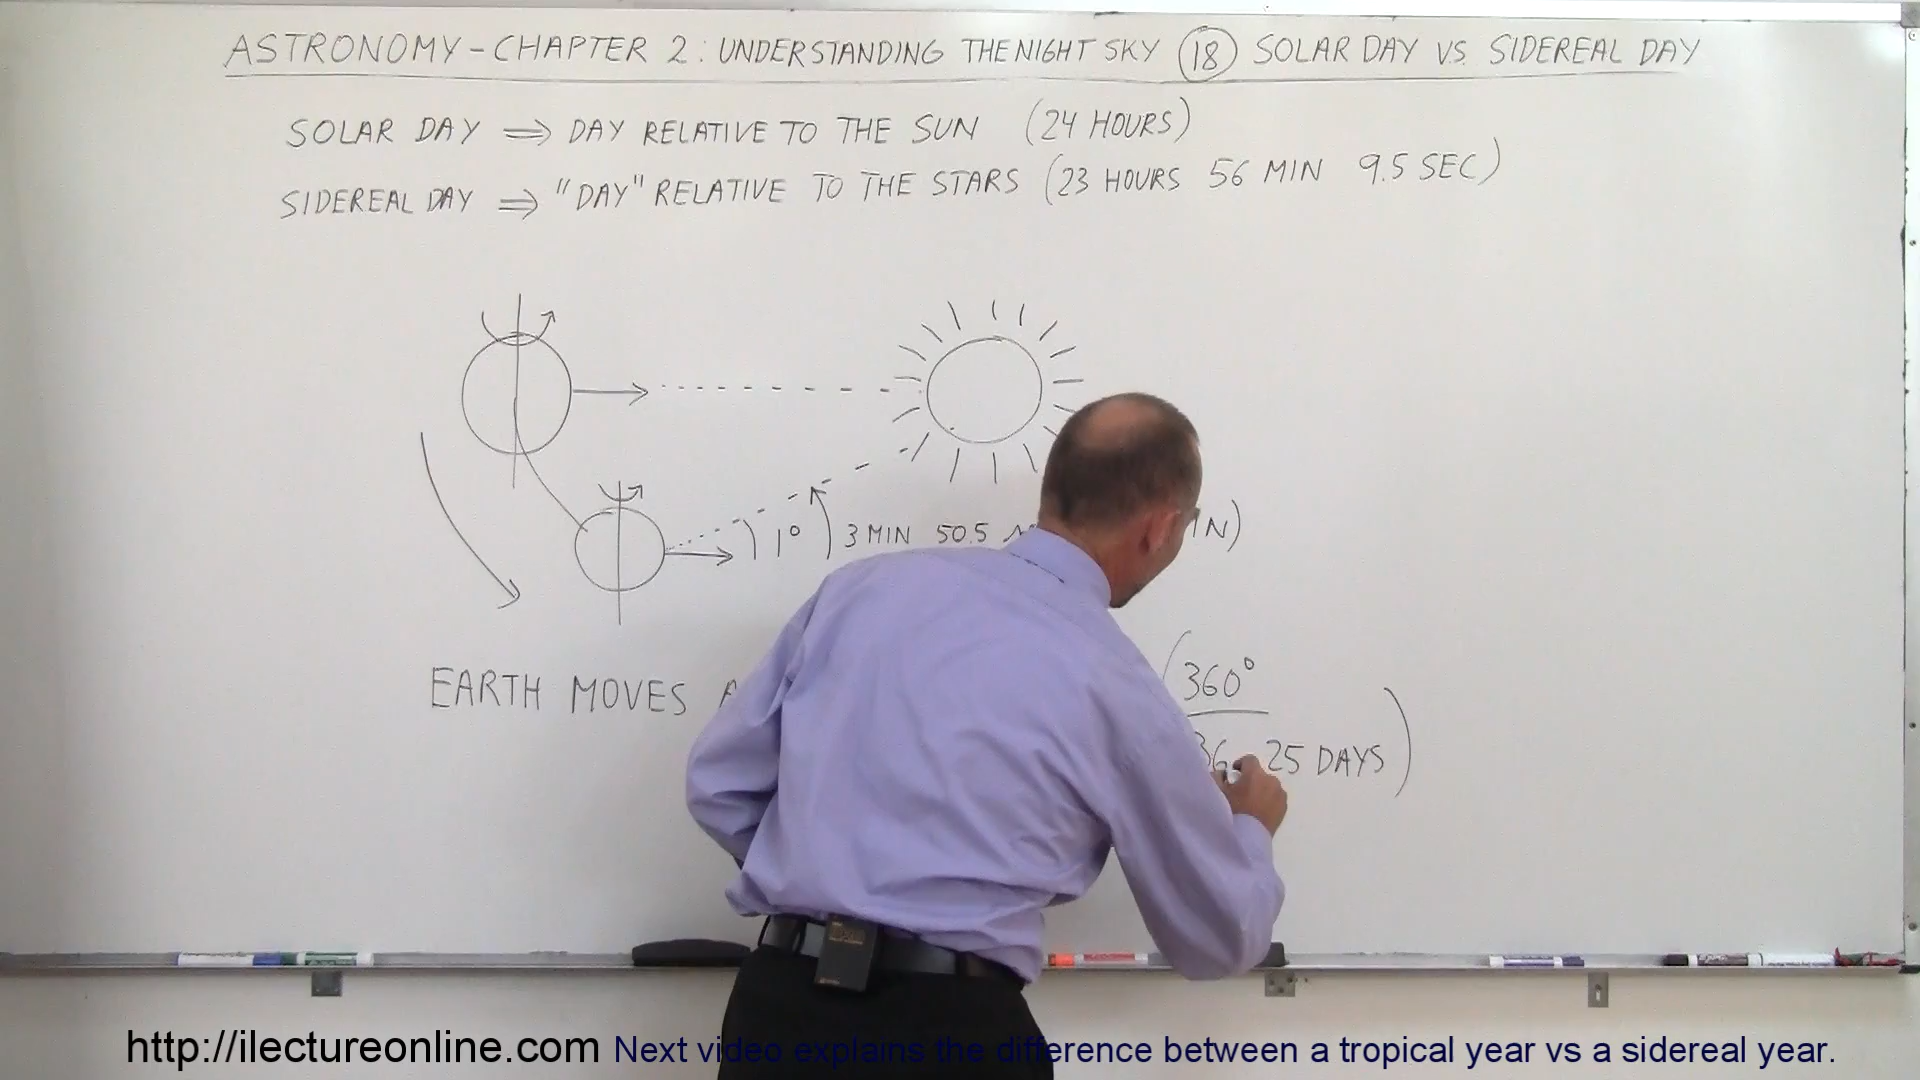 ASTRONOMY - CHAPTER 2 : UNDERSTANDING THE NIGHT SKY 18 SOLAR DAY VS. SIDEREAL DAY
SOLAR DAY ⇒ DAY RELATIVE TO THE SUN (24 HOURS)
SIDEREAL DAY ⇒ "DAY" RELATIVE TO THE STARS (23 HOURS 56 MIN 9.5 SEC)
1° 3 MIN 50.5
EARTH MOVES
360°
25 DAYS)
http://ilectureonline.com Next video explains the difference between a tropical year vs a sidereal year.